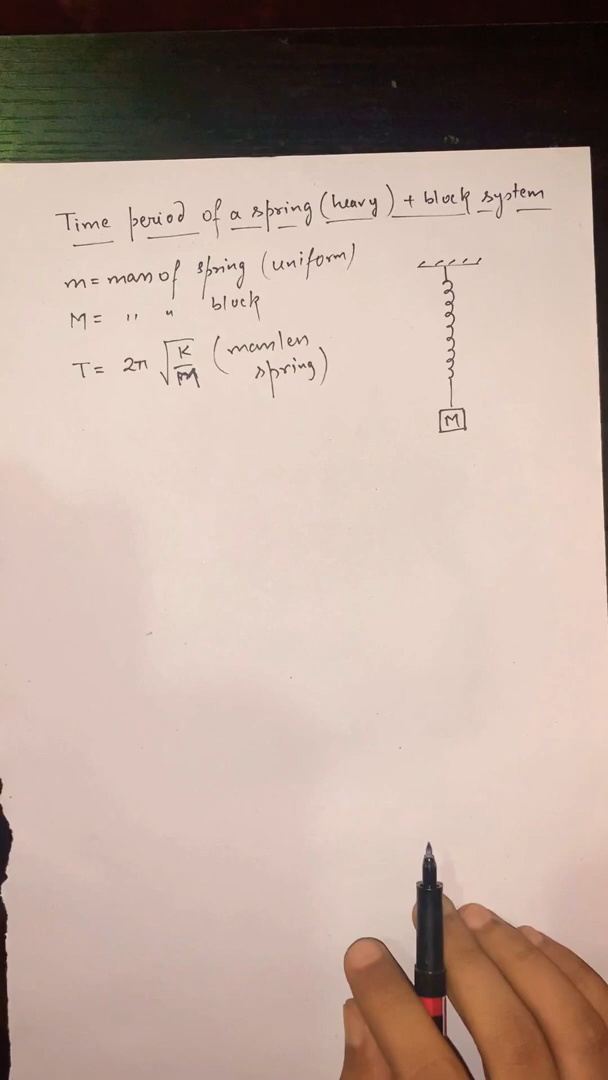 Time period of a spring (heavy) + block system
m = mass of spring (uniform)
M = " " block
T = 2π √(K/m) (massless
spring)
M